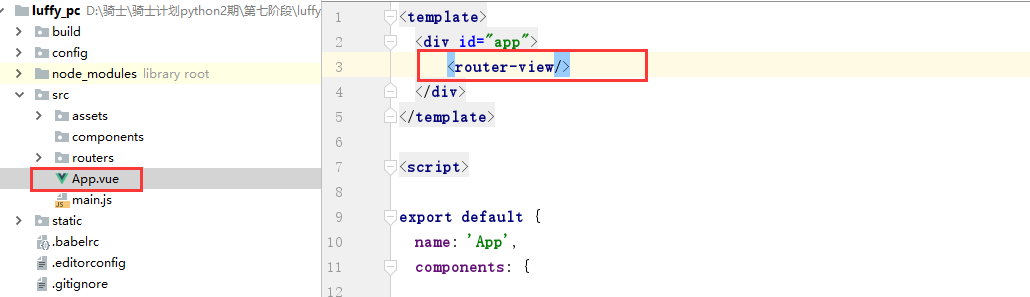 luffy_pc D:\骑士\骑士计划python2期\第七阶段\luffy
build
config
node_modules library root
src
assets
components
routers
App.vue
main.js
static
.babelrc
.editorconfig
.gitignore
1 <template>
2 <div id="app">
3 <router-view/>
4 </div>
5 </template>
6
7 <script>
8
9 export default {
10 name: 'App',
11 components: {
12